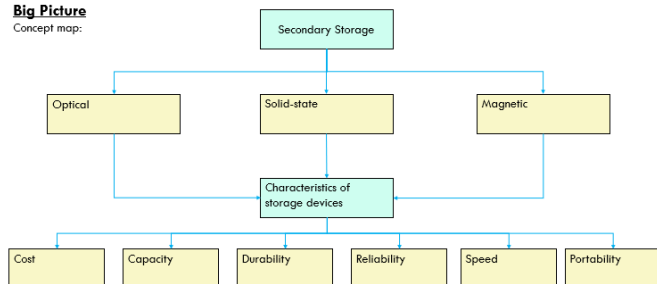 Big Picture
Concept map:
Secondary Storage
Optical
Solid-state
Magnetic
Characteristics of
storage devices
Cost
Capacity
Durability
Reliability
Speed
Portability